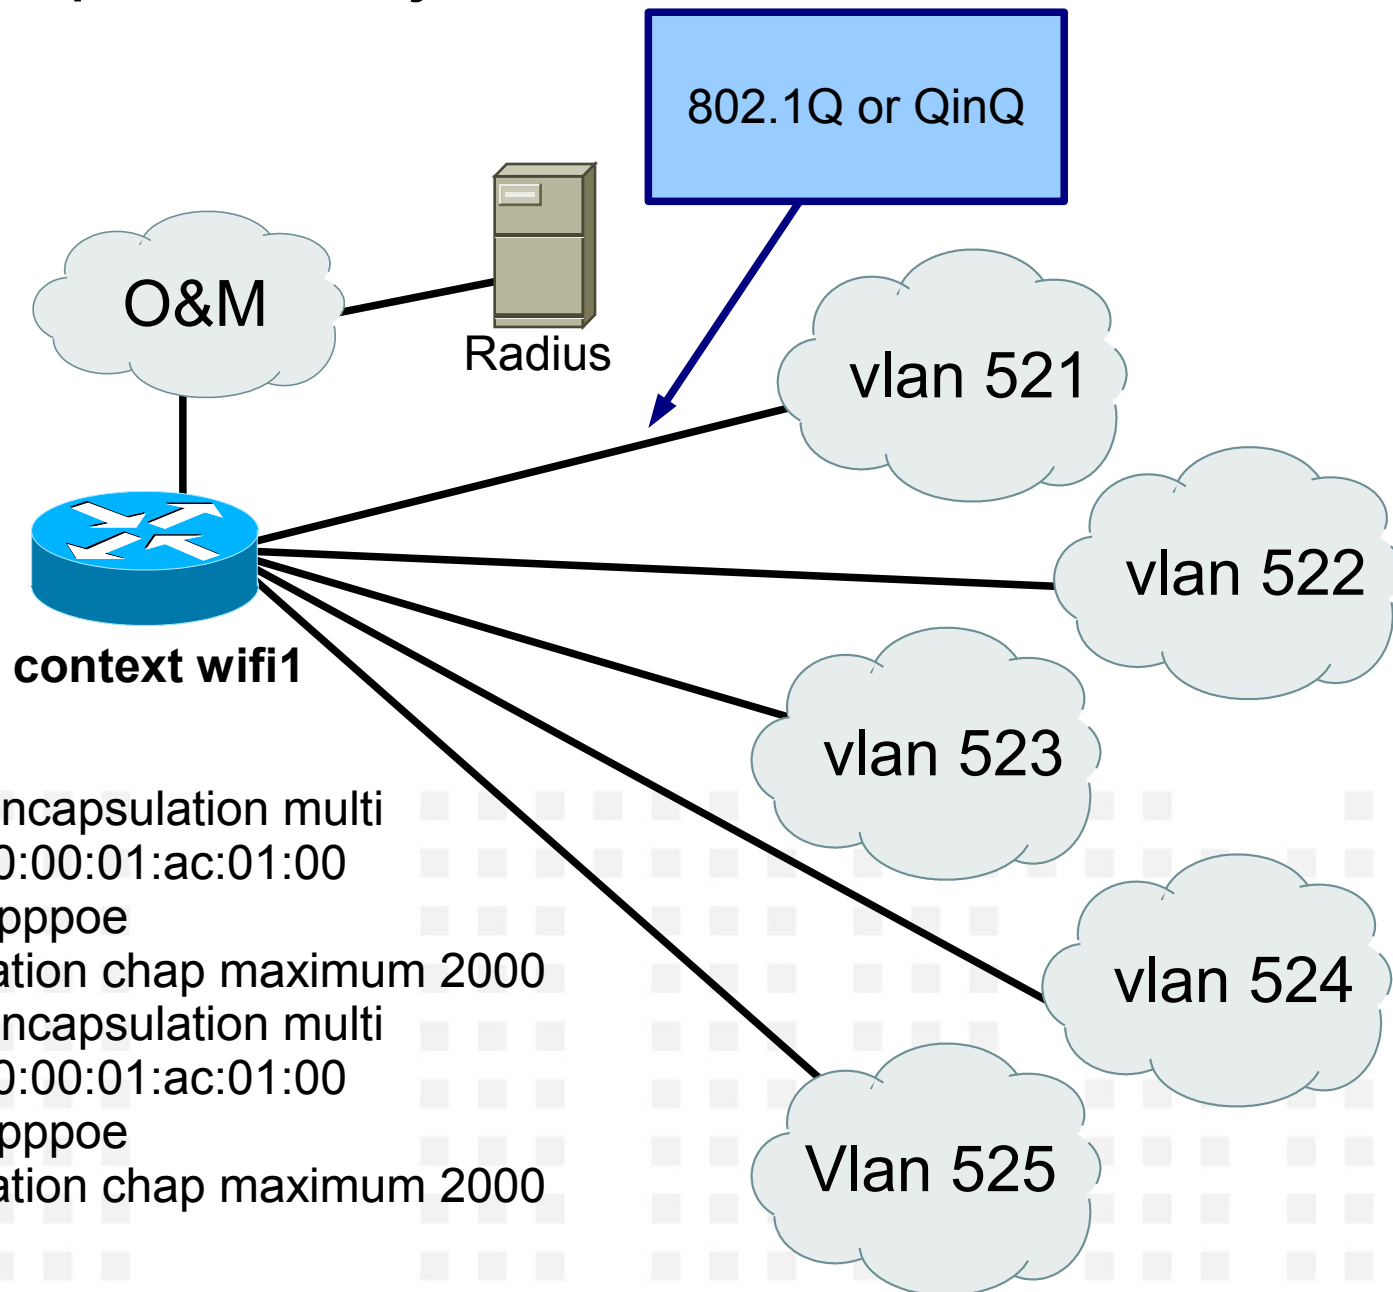 802.1Q or QinQ
O&M
Radius
vlan 521
vlan 522
context wifi1
vlan 523
ncapsulation multi
0:00:01:ac:01:00
pppoe
ation chap maximum 2000
vlan 524
ncapsulation multi
0:00:01:ac:01:00
pppoe
ation chap maximum 2000
Vlan 525